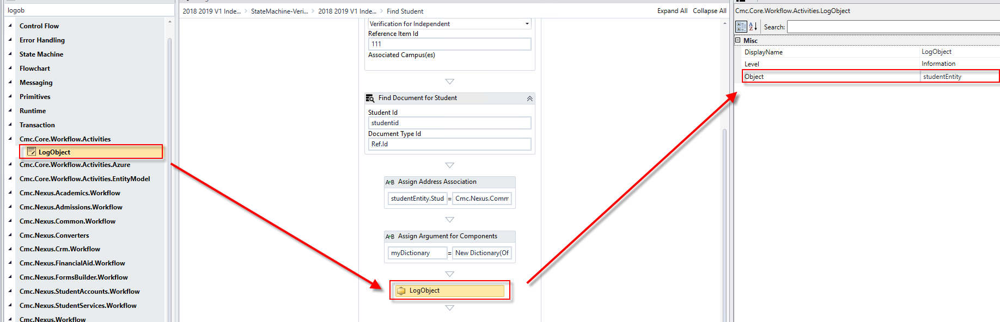 logob
Control Flow
Error Handling
State Machine
Flowchart
Messaging
Primitives
Runtime
Transaction
Cmc.Core.Workflow.Activities
LogObject
Cmc.Core.Workflow.Activities.Azure
Cmc.Core.Workflow.Activities.EntityModel
Cmc.Nexus.Academics.Workflow
Cmc.Nexus.Admissions.Workflow
Cmc.Nexus.Common.Workflow
Cmc.Nexus.Converters
Cmc.Nexus.Crm.Workflow
Cmc.Nexus.FinancialAid.Workflow
Cmc.Nexus.FormsBuilder.Workflow
Cmc.Nexus.StudentAccounts.Workflow
Cmc.Nexus.StudentServices.Workflow
Cmc.Nexus.Workflow
2018 2019 V1 Inde... > StateMachine-Veri... > 2018 2019 V1 Inde... > Find Student
Expand All Collapse All
Verification for Independent
Reference Item Id
111
Associated Campus(es)
Find Document for Student
Student Id
studentid
Document Type Id
Ref.Id
A+B Assign Address Association
studentEntity.Stud = Cmc.Nexus.Comm
A+B Assign Argument for Components
myDictionary = New Dictionary(Of
LogObject
Cmc.Core.Workflow.Activities.LogObject
AZ Search:
Misc
DisplayName LogObject
Level Information
Object studentEntity